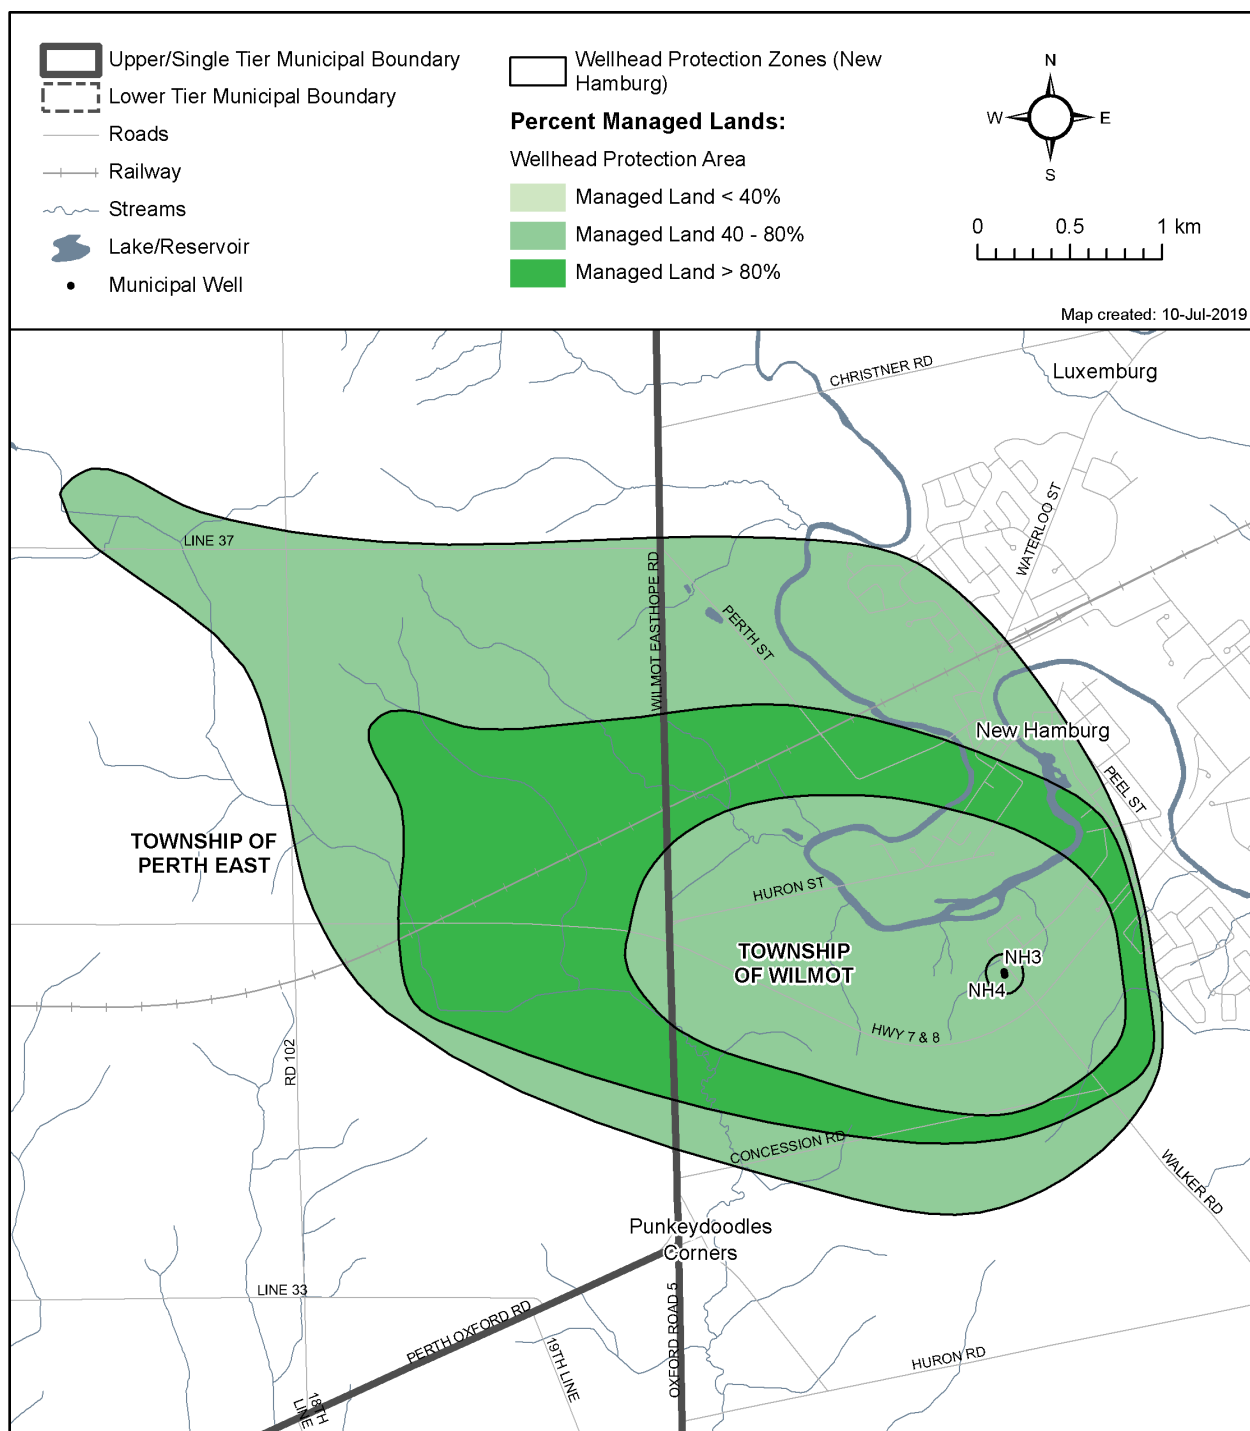 Upper/Single Tier Municipal Boundary
Lower Tier Municipal Boundary
Roads
Railway
Streams
Lake/Reservoir
Municipal Well
Wellhead Protection Zones (New
Hamburg)
Percent Managed Lands:
Wellhead Protection Area
Managed Land < 40%
Managed Land 40 - 80%
Managed Land > 80%
N
W
E
S
0 0.5 1 km
Map created: 10-Jul-2019
CHRISTNER RD
Luxemburg
WATERLOO ST
LINE 37
WILMOT EASTHOPE RD
PERTH ST
New Hamburg
PEEL ST
TOWNSHIP OF
PERTH EAST
HURON ST
TOWNSHIP
OF WILMOT
NH3
NH4
HWY 7 & 8
RD 102
CONCESSION RD
WALKER RD
Punkeydoodles
Corners
LINE 33
PERTH OXFORD RD
OXFORD ROAD 5
19TH LINE
HURON RD
18TH
LINE